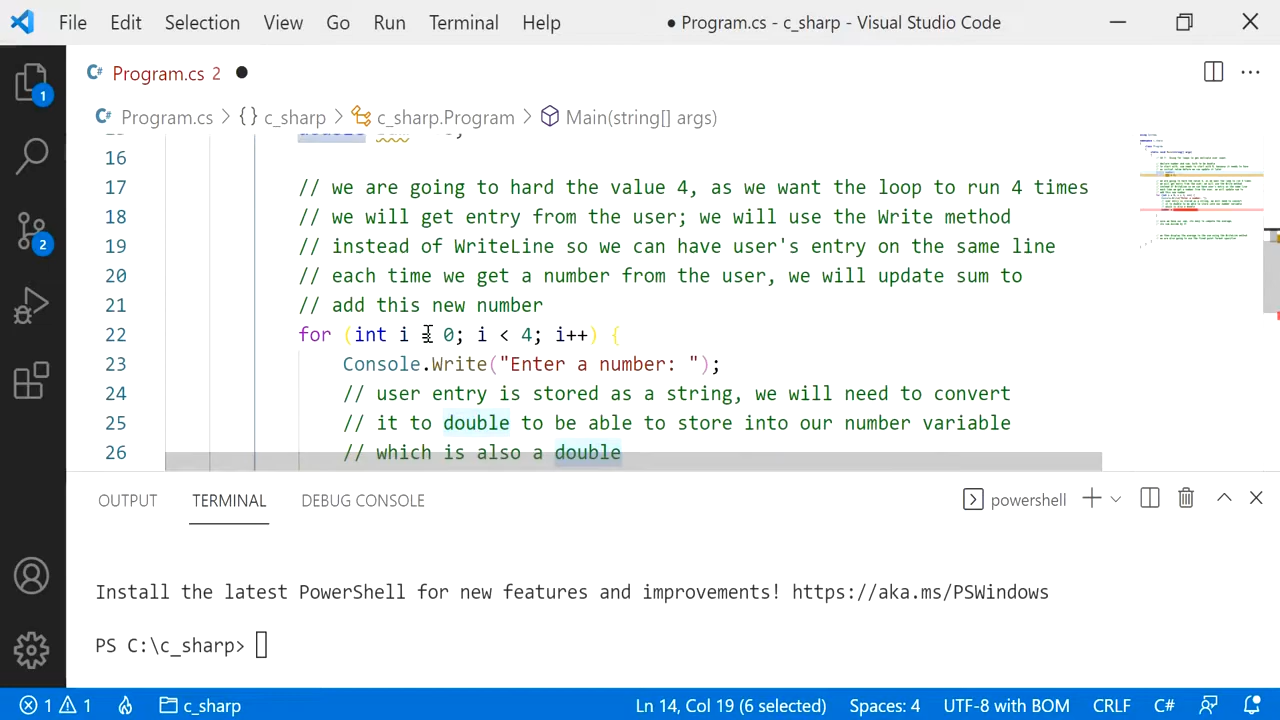 File Edit Selection View Go Run Terminal Help ● Program.cs - c_sharp - Visual Studio Code
1
C# Program.cs 2 ●
C# Program.cs > {} c_sharp > c_sharp.Program > Main(string[] args)
16
17 // we are going to hard the value 4, as we want the loop to run 4 times
18 // we will get entry from the user; we will use the Write method
19 // instead of WriteLine so we can have user's entry on the same line
2
20 // each time we get a number from the user, we will update sum to
21 // add this new number
22 for (int i = 0; i < 4; i++) {
23 Console.Write("Enter a number: ");
24 // user entry is stored as a string, we will need to convert
25 // it to double to be able to store into our number variable
26 // which is also a double
OUTPUT TERMINAL DEBUG CONSOLE powershell
Install the latest PowerShell for new features and improvements! https://aka.ms/PSWindows
PS C:\c_sharp>
1 1 c_sharp Ln 14, Col 19 (6 selected) Spaces: 4 UTF-8 with BOM CRLF C#